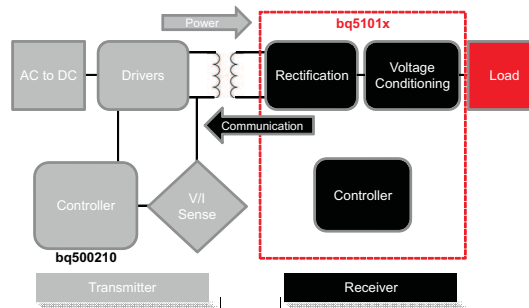 Power
bq5101x
AC to DC
Drivers
Rectification
Voltage
Conditioning
Load
Communication
Controller
V/I
Sense
Controller
bq500210
Transmitter
Receiver